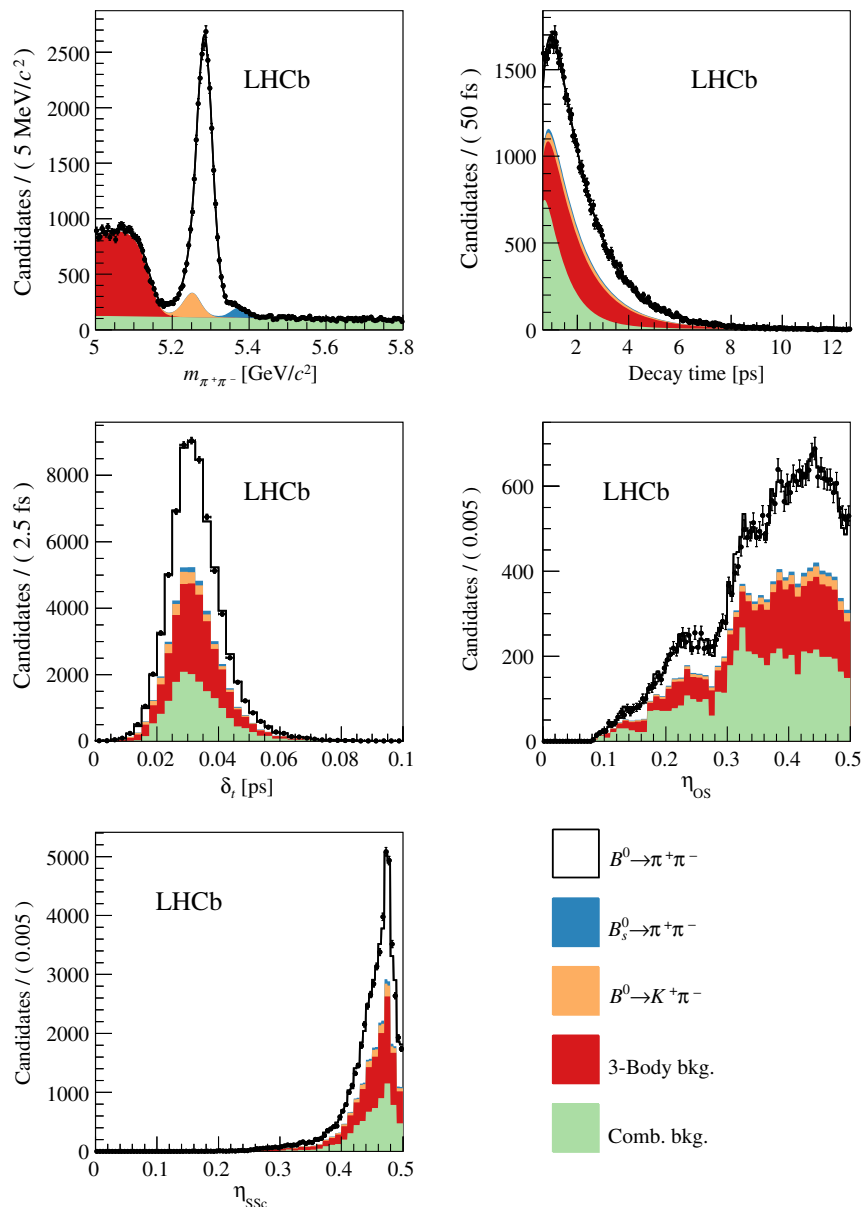 Candidates / ( 5 MeV/c² )
2500
2000
1500
1000
500
0
LHCb
5 5.2 5.4 5.6 5.8
m_{π⁺π⁻} [GeV/c²]
Candidates / ( 50 fs )
1500
1000
500
0
LHCb
2 4 6 8 10 12
Decay time [ps]
Candidates / ( 2.5 fs )
8000
6000
4000
2000
0
LHCb
0 0.02 0.04 0.06 0.08 0.1
δ_t [ps]
Candidates / ( 0.005 )
600
400
200
0
LHCb
0 0.1 0.2 0.3 0.4 0.5
η_OS
Candidates / ( 0.005 )
5000
4000
3000
2000
1000
0
LHCb
0 0.1 0.2 0.3 0.4 0.5
η_SSc
B⁰→π⁺π⁻
B_s⁰→π⁺π⁻
B⁰→K⁺π⁻
3-Body bkg.
Comb. bkg.